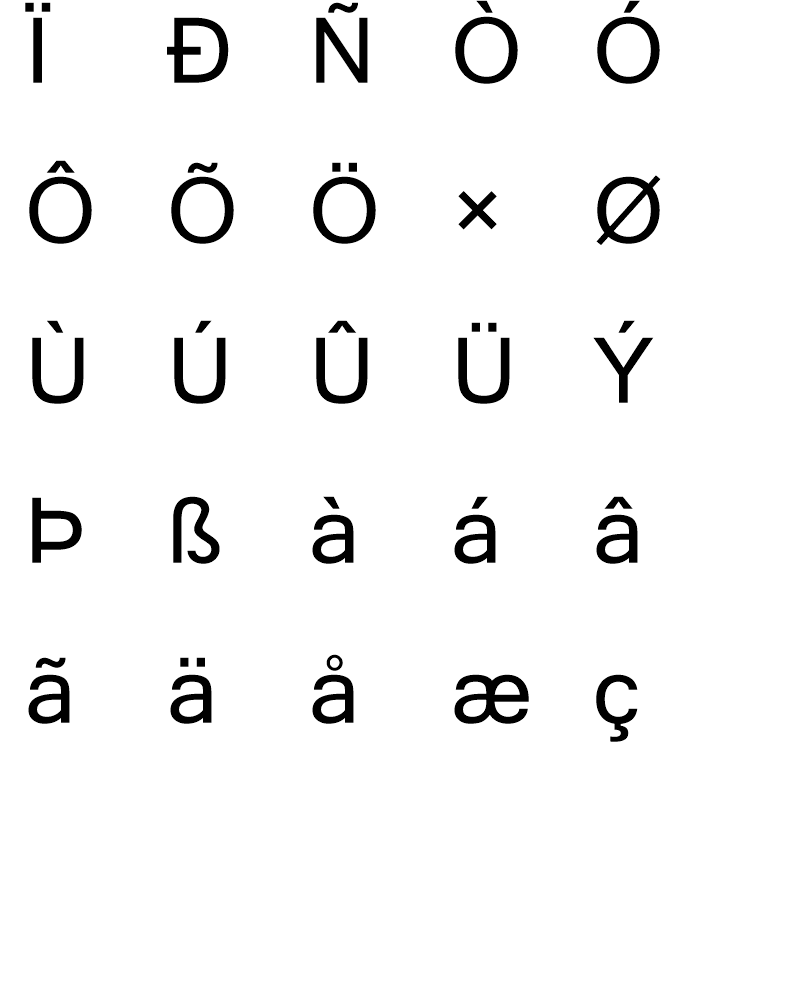 Ï Ð Ñ Ò Ó
Ô Õ Ö × Ø
Ù Ú Û Ü Ý
Þ ß à á â
ã ä å æ ç